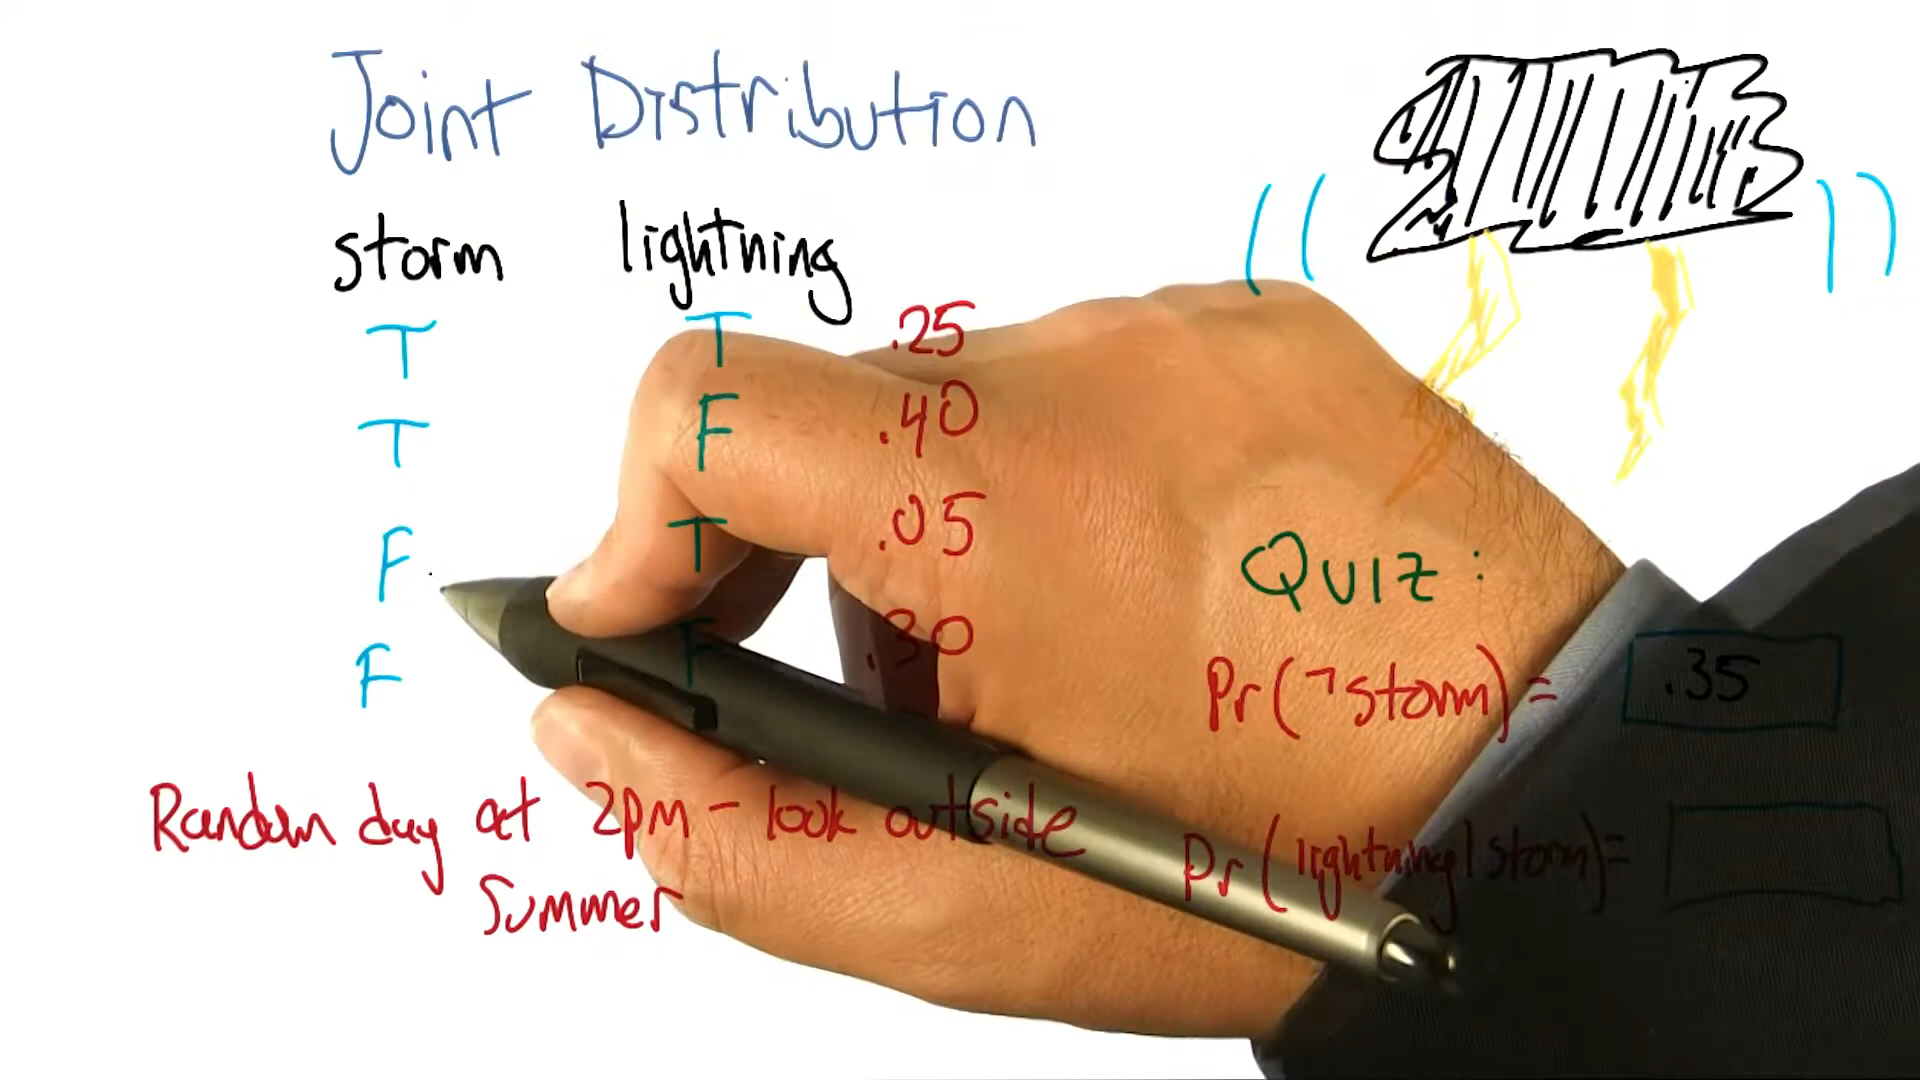 Joint Distribution
storm lightning
T T .25
T F .40
F T .05
F F .30
Quiz:
Pr(¬storm)= .35
Random day at 2pm - look outside
Summer
Pr(lightning|storm)=